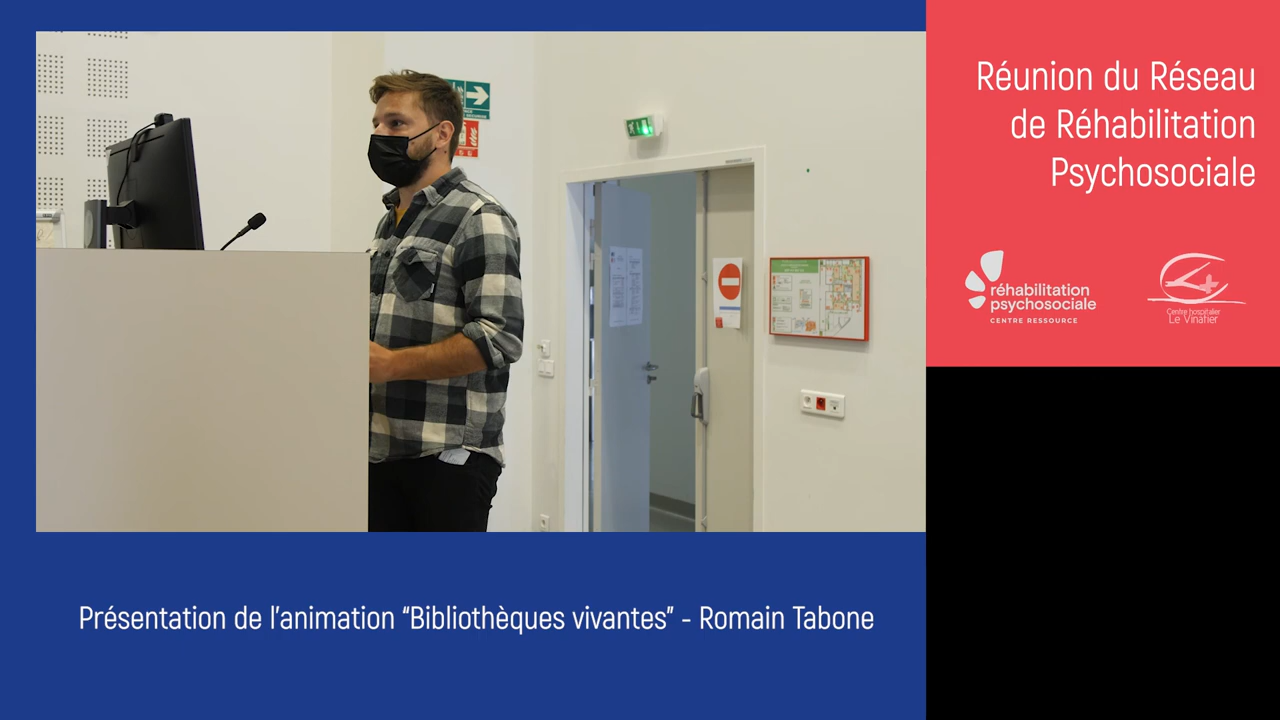 Réunion du Réseau
de Réhabilitation
Psychosociale
réhabilitation
psychosociale
CENTRE RESSOURCE
Centre hospitalier
Le Vinatier
Présentation de l'animation “Bibliothèques vivantes” - Romain Tabone